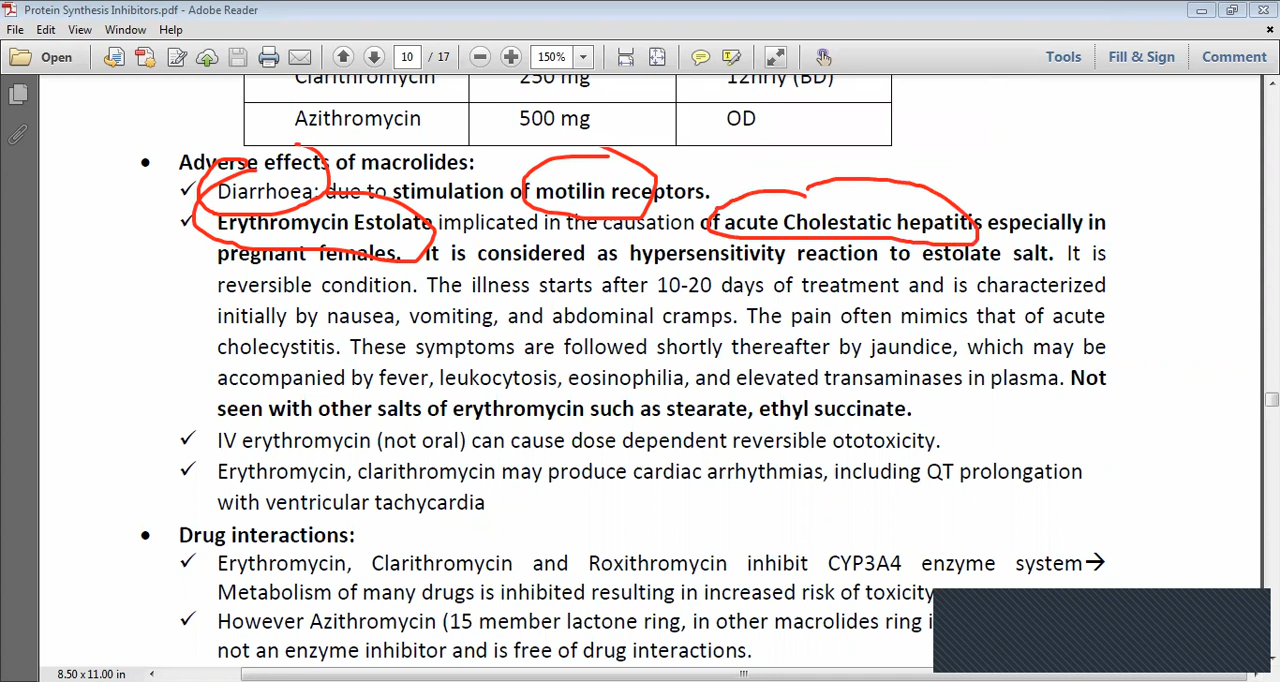 Protein Synthesis Inhibitors.pdf - Adobe Reader
File Edit View Window Help
Open 10 / 17 150% Tools Fill & Sign Comment
Clarithromycin 250 mg 12hrly (BD)
Azithromycin 500 mg OD
• Adverse effects of macrolides:
✓ Diarrhoea: due to stimulation of motilin receptors.
✓ Erythromycin Estolate implicated in the causation of acute Cholestatic hepatitis especially in
pregnant females. It is considered as hypersensitivity reaction to estolate salt. It is
reversible condition. The illness starts after 10-20 days of treatment and is characterized
initially by nausea, vomiting, and abdominal cramps. The pain often mimics that of acute
cholecystitis. These symptoms are followed shortly thereafter by jaundice, which may be
accompanied by fever, leukocytosis, eosinophilia, and elevated transaminases in plasma. Not
seen with other salts of erythromycin such as stearate, ethyl succinate.
✓ IV erythromycin (not oral) can cause dose dependent reversible ototoxicity.
✓ Erythromycin, clarithromycin may produce cardiac arrhythmias, including QT prolongation
with ventricular tachycardia
• Drug interactions:
✓ Erythromycin, Clarithromycin and Roxithromycin inhibit CYP3A4 enzyme system→
Metabolism of many drugs is inhibited resulting in increased risk of toxicity
✓ However Azithromycin (15 member lactone ring, in other macrolides ring
not an enzyme inhibitor and is free of drug interactions.
8.50 x 11.00 in